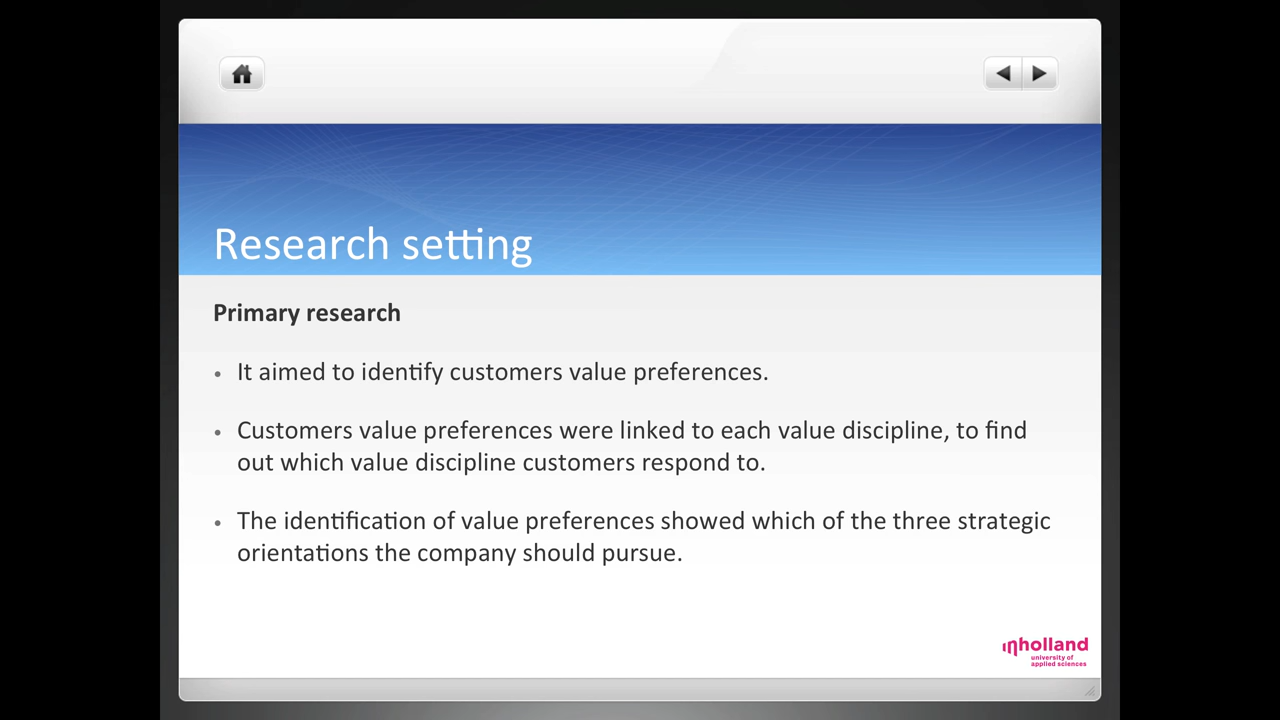 Research setting
Primary research
• It aimed to identify customers value preferences.
• Customers value preferences were linked to each value discipline, to find
out which value discipline customers respond to.
• The identification of value preferences showed which of the three strategic
orientations the company should pursue.
inholland
university of
applied sciences